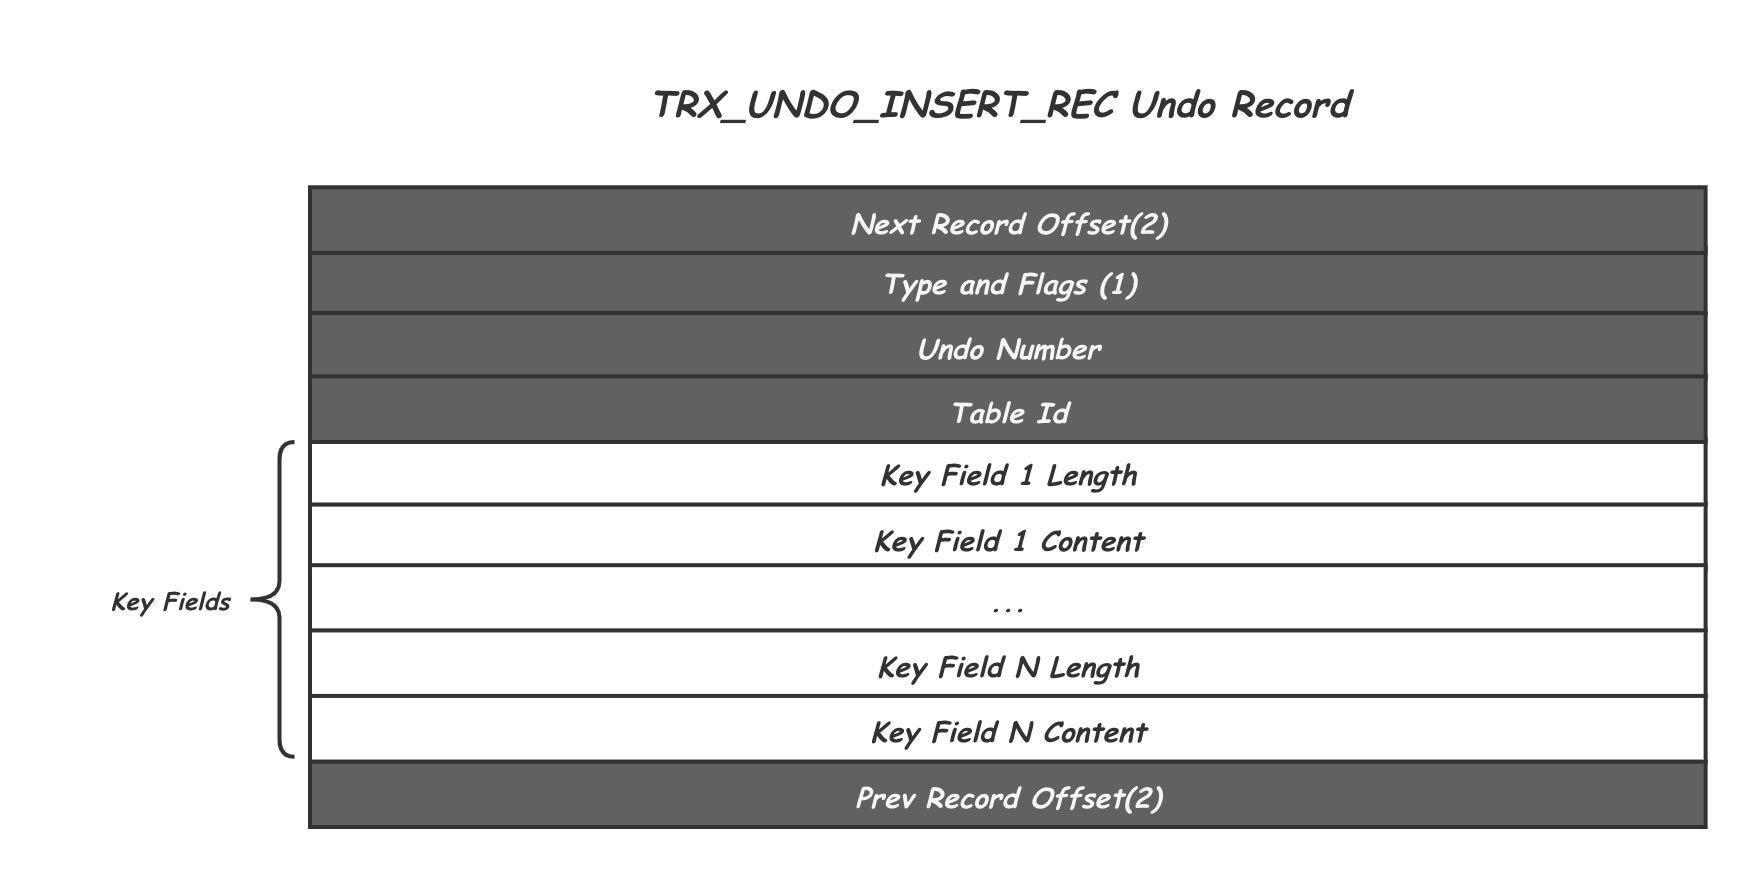 TRX_UNDO_INSERT_REC Undo Record
Next Record Offset(2)
Type and Flags (1)
Undo Number
Table Id
Key Field 1 Length
Key Field 1 Content
...
Key Fields
Key Field N Length
Key Field N Content
Prev Record Offset(2)